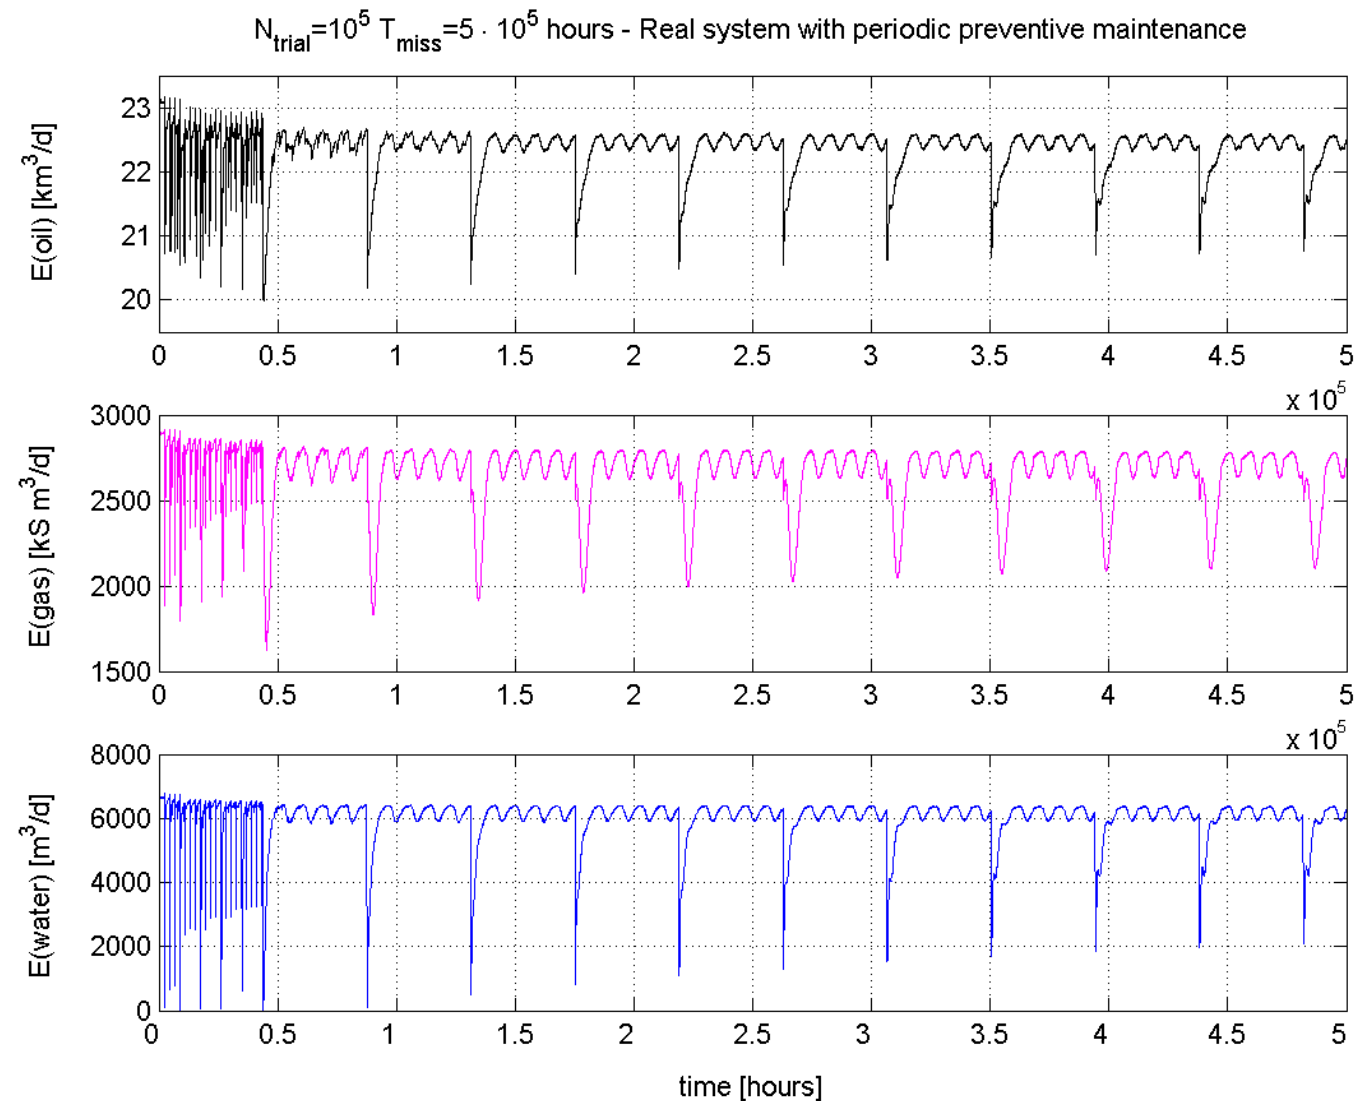 N_trial=10^5 T_miss=5 · 10^5 hours - Real system with periodic preventive maintenance
E(oil) [km^3/d]
23
22
21
20
0 0.5 1 1.5 2 2.5 3 3.5 4 4.5 5
x 10^5
E(gas) [kS m^3/d]
3000
2500
2000
1500
0 0.5 1 1.5 2 2.5 3 3.5 4 4.5 5
x 10^5
E(water) [m^3/d]
8000
6000
4000
2000
0
0 0.5 1 1.5 2 2.5 3 3.5 4 4.5 5
time [hours]